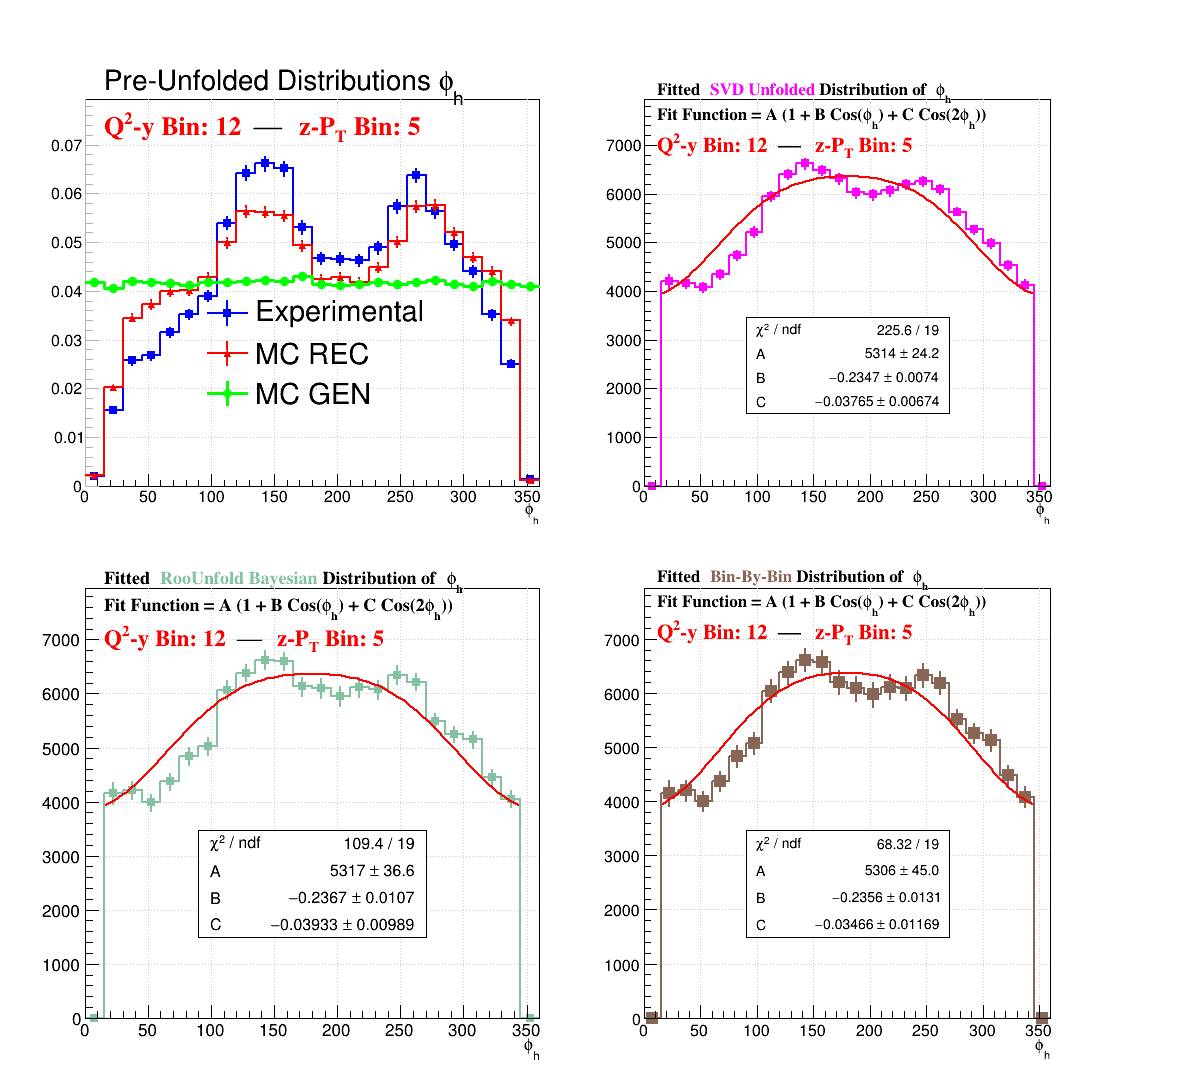 Pre-Unfolded Distributions ϕh
Q²-y Bin: 12 — z-PT Bin: 5
0.07
0.06
0.05
0.04
0.03
0.02
0.01
0
Experimental
MC REC
MC GEN
0 50 100 150 200 250 300 350
ϕh
Fitted SVD Unfolded Distribution of ϕh
Fit Function = A (1 + B Cos(ϕh) + C Cos(2ϕh))
Q²-y Bin: 12 — z-PT Bin: 5
7000
6000
5000
4000
3000
2000
1000
0
χ² / ndf 225.6 / 19
A 5314 ± 24.2
B −0.2347 ± 0.0074
C −0.03765 ± 0.00674
0 50 100 150 200 250 300 350
ϕh
Fitted RooUnfold Bayesian Distribution of ϕh
Fit Function = A (1 + B Cos(ϕh) + C Cos(2ϕh))
Q²-y Bin: 12 — z-PT Bin: 5
7000
6000
5000
4000
3000
2000
1000
0
χ² / ndf 109.4 / 19
A 5317 ± 36.6
B −0.2367 ± 0.0107
C −0.03933 ± 0.00989
0 50 100 150 200 250 300 350
ϕh
Fitted Bin-By-Bin Distribution of ϕh
Fit Function = A (1 + B Cos(ϕh) + C Cos(2ϕh))
Q²-y Bin: 12 — z-PT Bin: 5
7000
6000
5000
4000
3000
2000
1000
0
χ² / ndf 68.32 / 19
A 5306 ± 45.0
B −0.2356 ± 0.0131
C −0.03466 ± 0.01169
0 50 100 150 200 250 300 350
ϕh